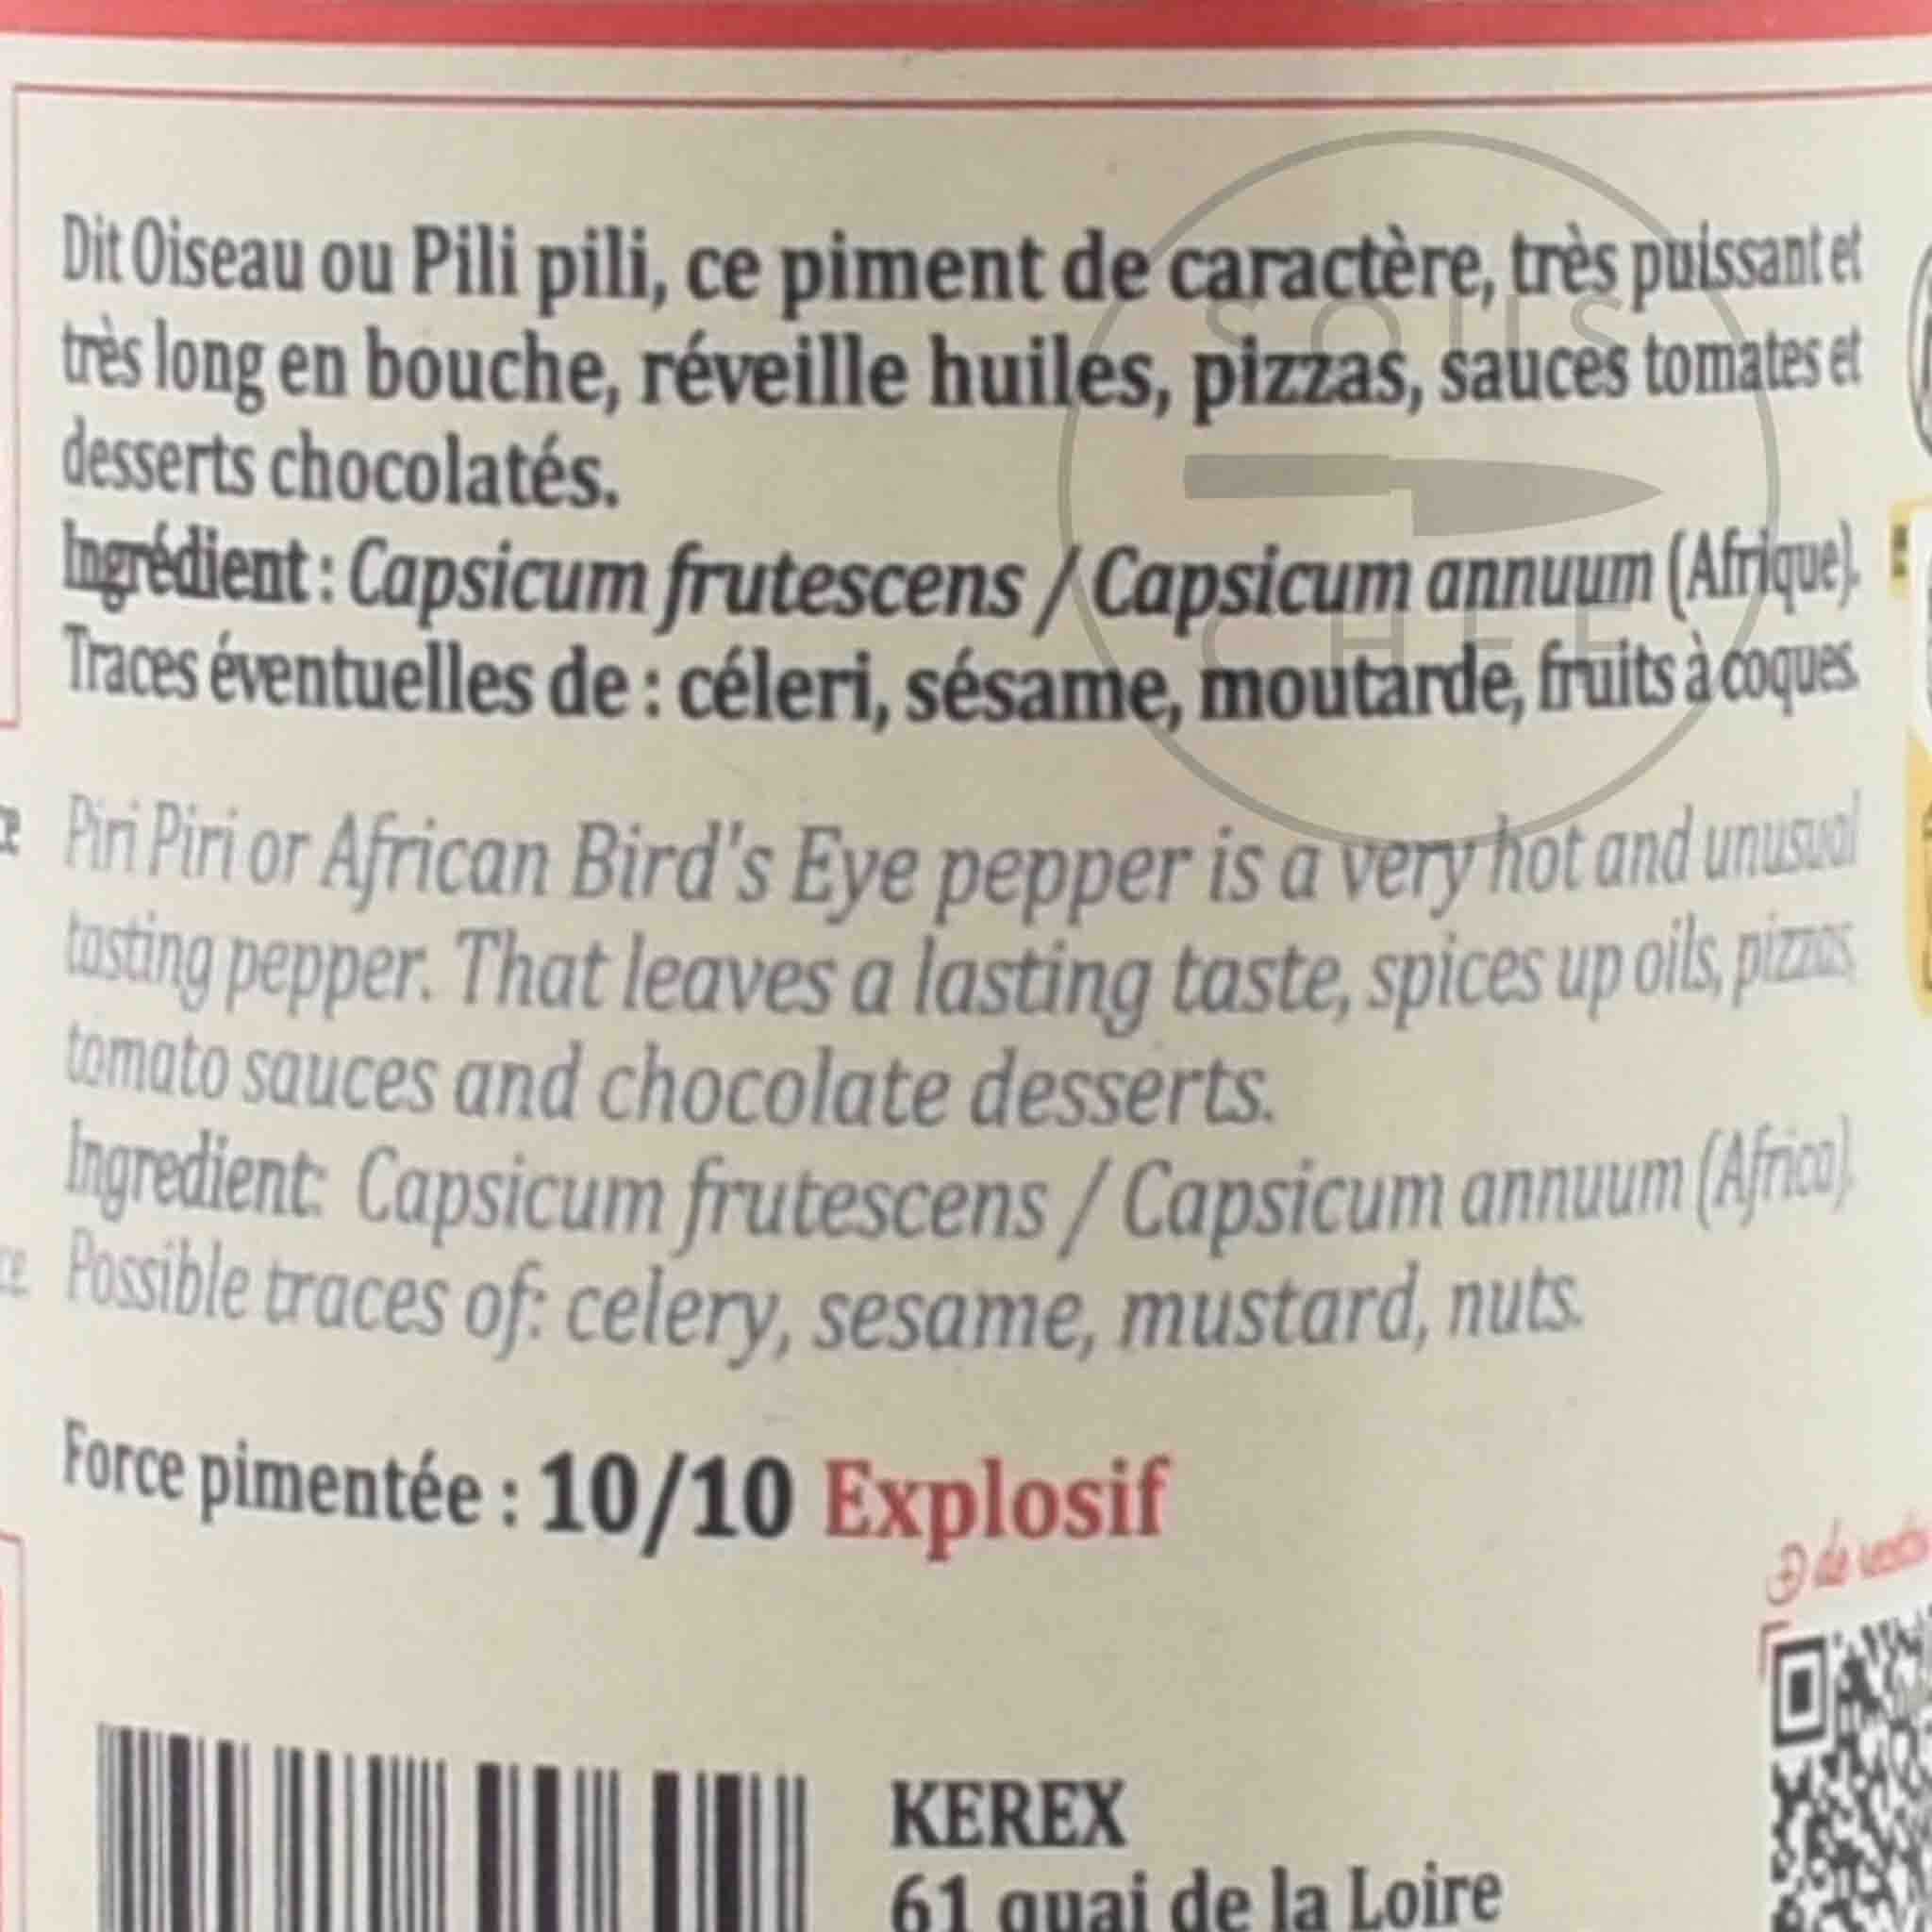 Dit Oiseau ou Pili pili, ce piment de caractère, très puissant et
très long en bouche, réveille huiles, pizzas, sauces tomates et
desserts chocolatés.
Ingrédient : Capsicum frutescens / Capsicum annuum (Afrique).
Traces éventuelles de : céleri, sésame, moutarde, fruits à coques.
SOUS
CHEF
Piri Piri or African Bird's Eye pepper is a very hot and unusual
tasting pepper. That leaves a lasting taste, spices up oils, pizzas,
tomato sauces and chocolate desserts.
Ingredient: Capsicum frutescens / Capsicum annuum (Africa).
Possible traces of: celery, sesame, mustard, nuts.
Force pimentée : 10/10 Explosif
de
KEREX
61 quai de la Loire